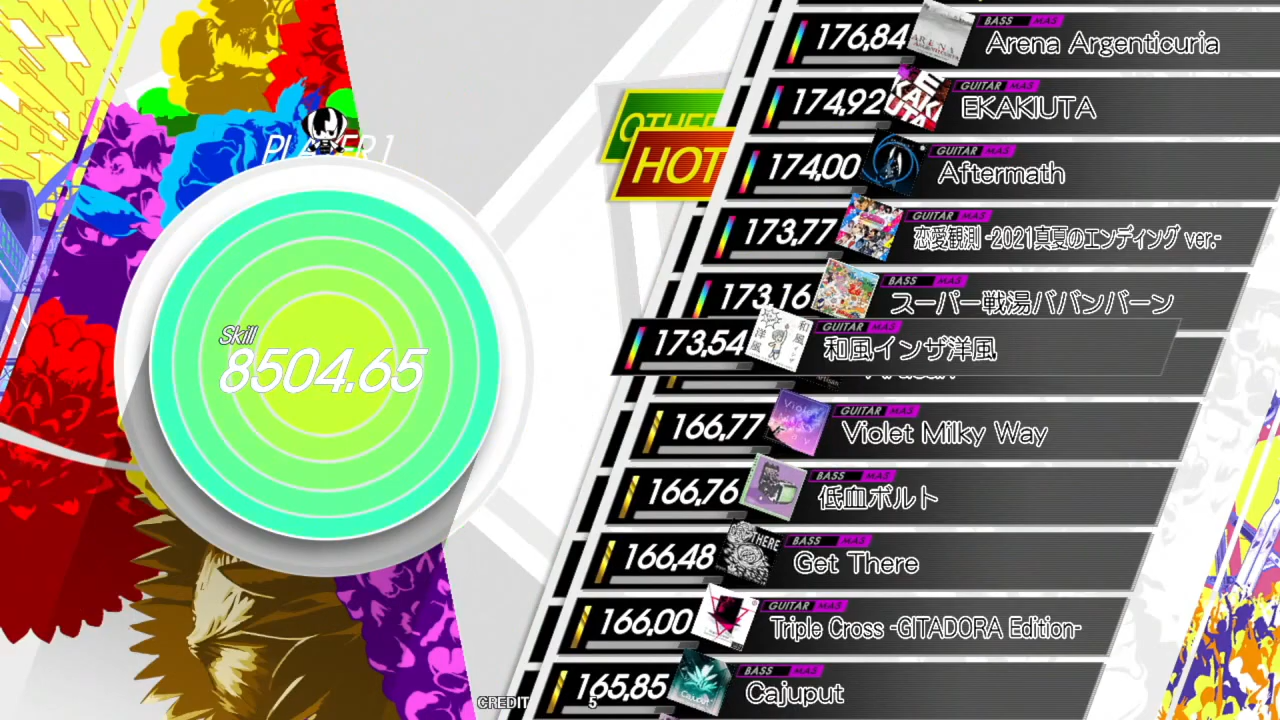 PLAYER 1
Skill
8504.65
OTHER
HOT
176.84
BASS MAS
Arena Argenticuria
174.92
GUITAR MAS
EKAKIUTA
174.00
GUITAR MAS
Aftermath
173.77
GUITAR MAS
恋愛観測 -2021真夏のエンディング ver.-
173.16
BASS MAS
スーパー戦湯ババンバーン
173.54
GUITAR MAS
和風インザ洋風
166.77
GUITAR MAS
Violet Milky Way
166.76
BASS MAS
低血ボルト
166.48
BASS MAS
Get There
166.00
GUITAR MAS
Triple Cross -GITADORA Edition-
165.85
BASS MAS
Cajuput
CREDIT 5